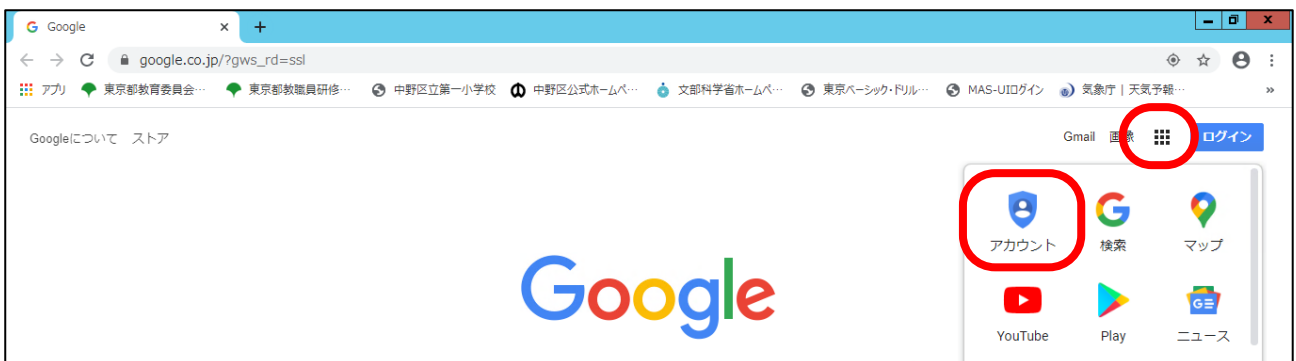 Google
google.co.jp/?gws_rd=ssl
アプリ 東京都教育委員会… 東京都教職員研修… 中野区立第一小学校 中野区公式ホームペ… 文部科学省ホームペ… 東京ベーシック・ドリル… MAS-UIログイン 気象庁 | 天気予報… »
Googleについて ストア Gmail 画像 ログイン
アカウント 検索 マップ
Google
YouTube Play ニュース